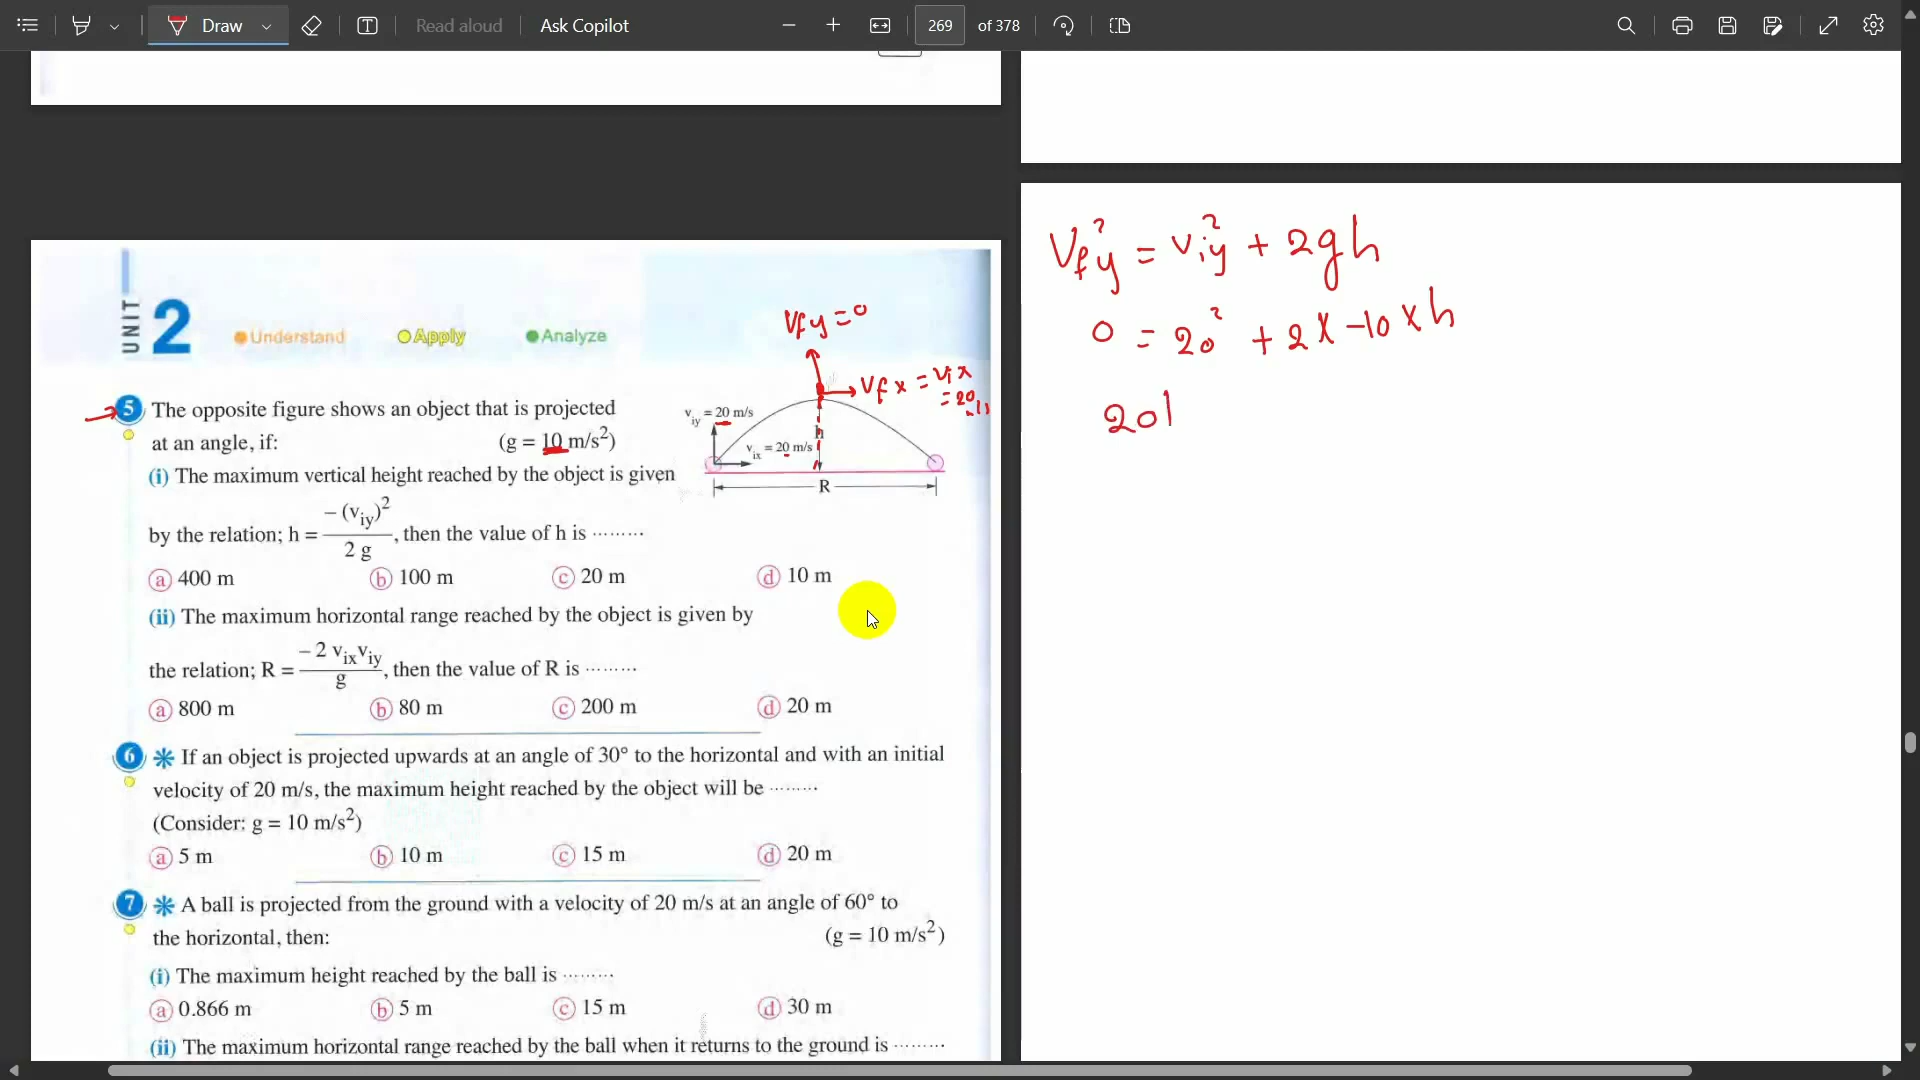 Draw
Read aloud
Ask Copilot
269
of 378
UNIT
2
Understand
Apply
Analyze
5 The opposite figure shows an object that is projected
at an angle, if: (g = 10 m/s²)
(i) The maximum vertical height reached by the object is given
by the relation; h = −(v_iy)² / 2 g, then the value of h is ·········
a 400 m b 100 m c 20 m d 10 m
(ii) The maximum horizontal range reached by the object is given by
the relation; R = −2 v_ix v_iy / g, then the value of R is ·········
a 800 m b 80 m c 200 m d 20 m
v_iy = 20 m/s
v_ix = 20 m/s
h
R
Vfy = 0
Vfx = Vix
= 20
6 * If an object is projected upwards at an angle of 30° to the horizontal and with an initial
velocity of 20 m/s, the maximum height reached by the object will be ·········
(Consider: g = 10 m/s²)
a 5 m b 10 m c 15 m d 20 m
7 * A ball is projected from the ground with a velocity of 20 m/s at an angle of 60° to
the horizontal, then: (g = 10 m/s²)
(i) The maximum height reached by the ball is ·········
a 0.866 m b 5 m c 15 m d 30 m
(ii) The maximum horizontal range reached by the ball when it returns to the ground is ·········
Vfy² = Viy² + 2gh
0 = 20² + 2 × -10 × h
20